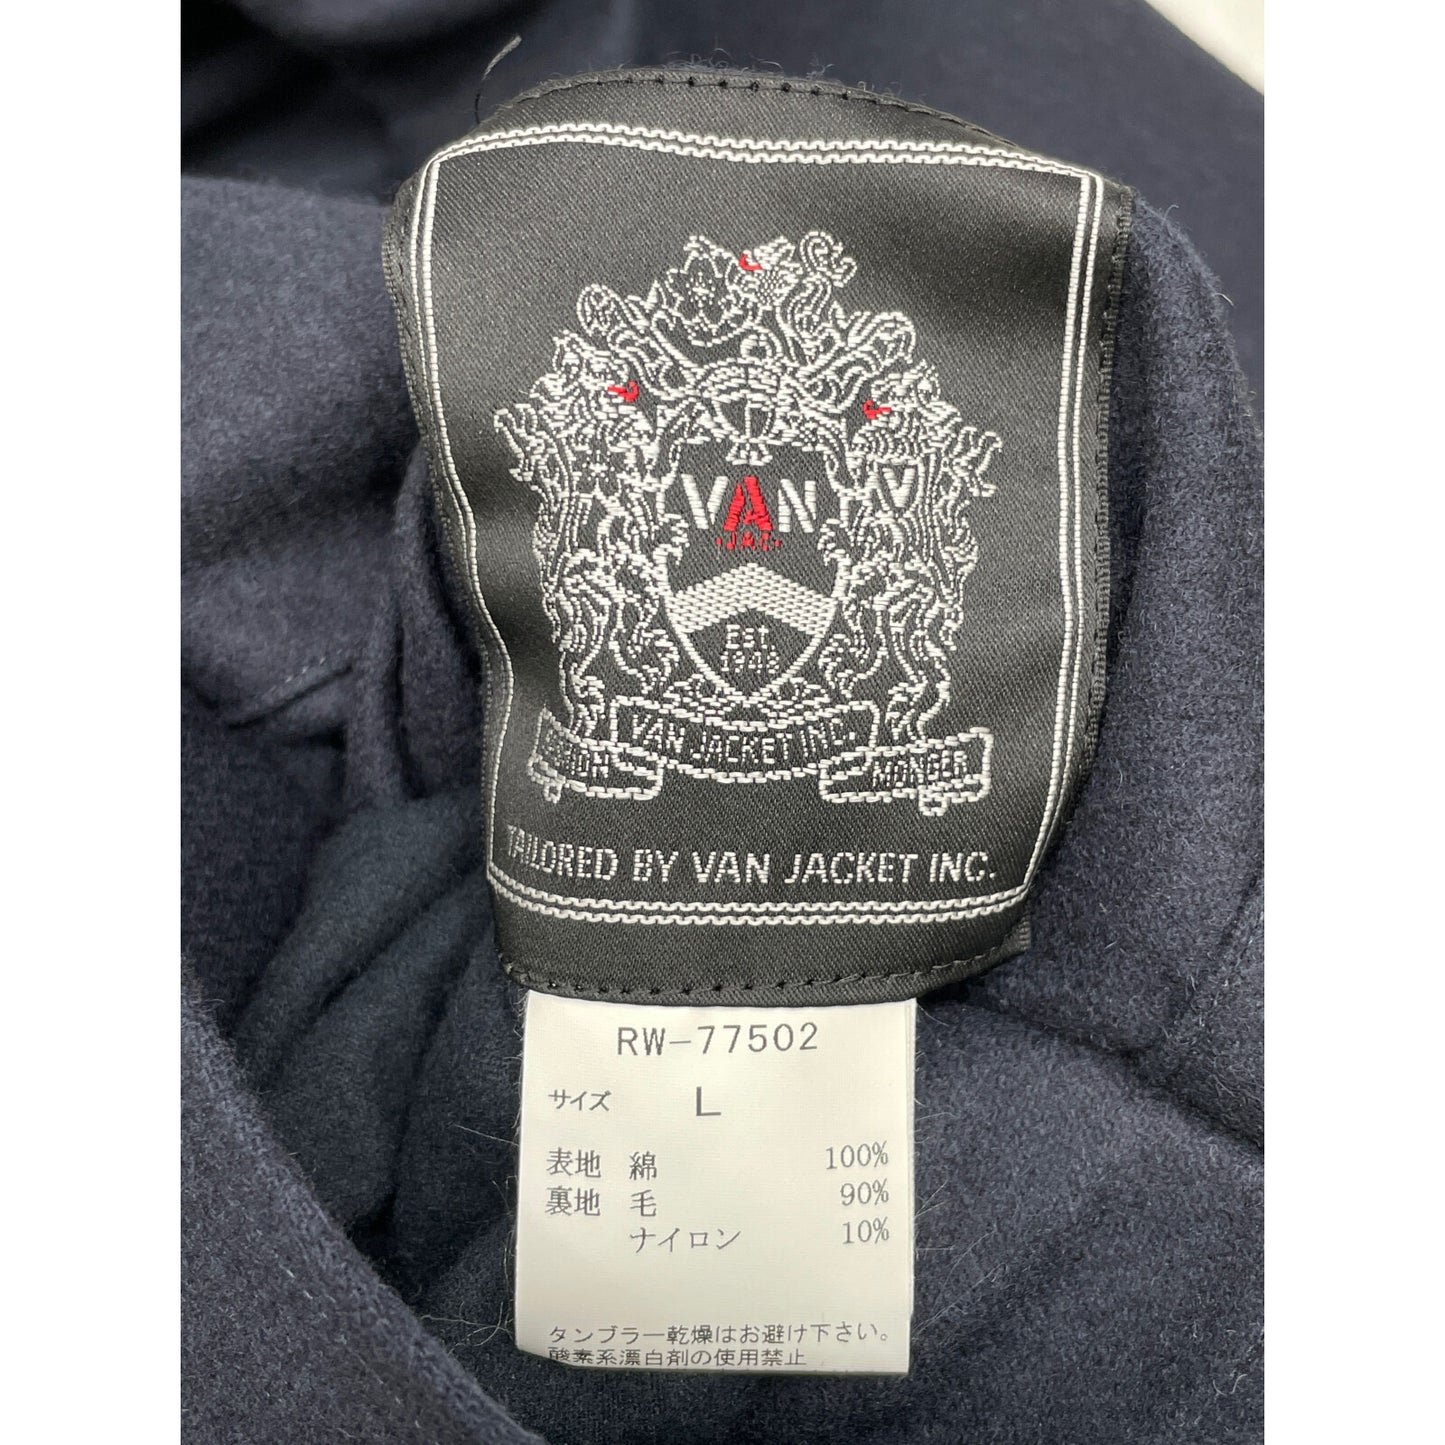 VAN
·JAC·
Est
1948
VAN JACKET INC.
MONGER
TAILORED BY VAN JACKET INC.
RW-77502
サイズ L
表地 綿 100%
裏地 毛 90%
ナイロン 10%
タンブラー乾燥はお避け下さい。
酸素系漂白剤の使用禁止